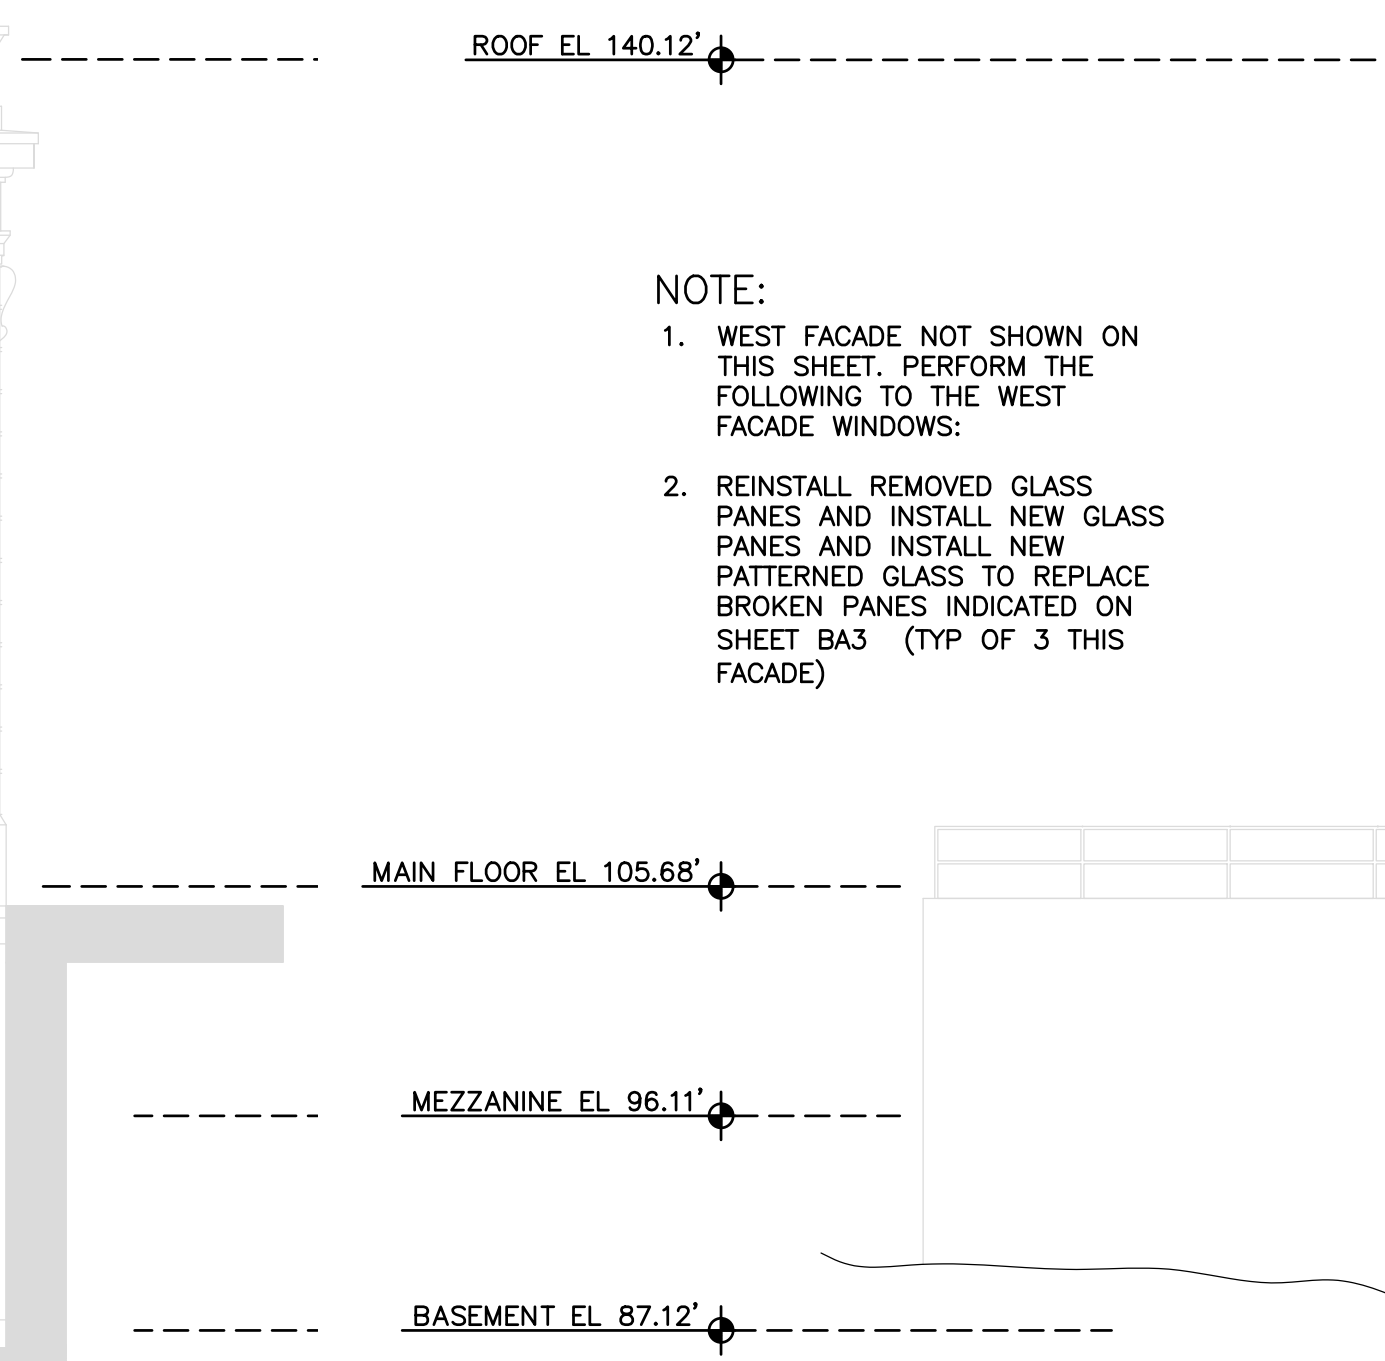 ROOF EL 140.12'
NOTE:
1. WEST FACADE NOT SHOWN ON
THIS SHEET. PERFORM THE
FOLLOWING TO THE WEST
FACADE WINDOWS:
2. REINSTALL REMOVED GLASS
PANES AND INSTALL NEW GLASS
PANES AND INSTALL NEW
PATTERNED GLASS TO REPLACE
BROKEN PANES INDICATED ON
SHEET BA3 (TYP OF 3 THIS
FACADE)
MAIN FLOOR EL 105.68'
MEZZANINE EL 96.11'
BASEMENT EL 87.12'